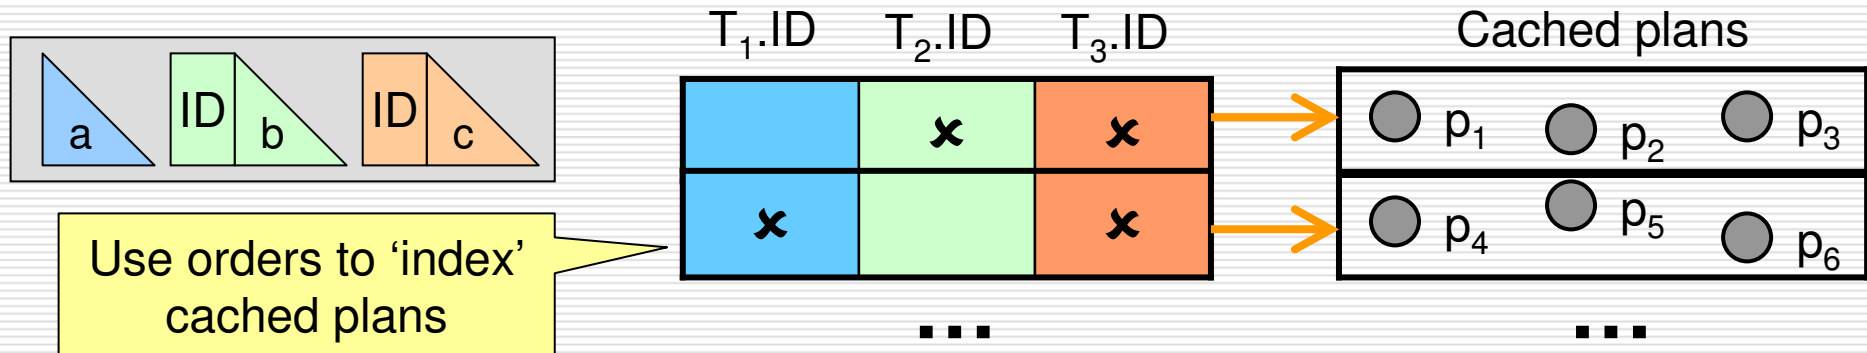 T1.ID T2.ID T3.ID Cached plans
a ID b ID c
✘ ✘ p1 p2 p3
✘ ✘ p4 p5 p6
Use orders to ‘index’
cached plans
... ...